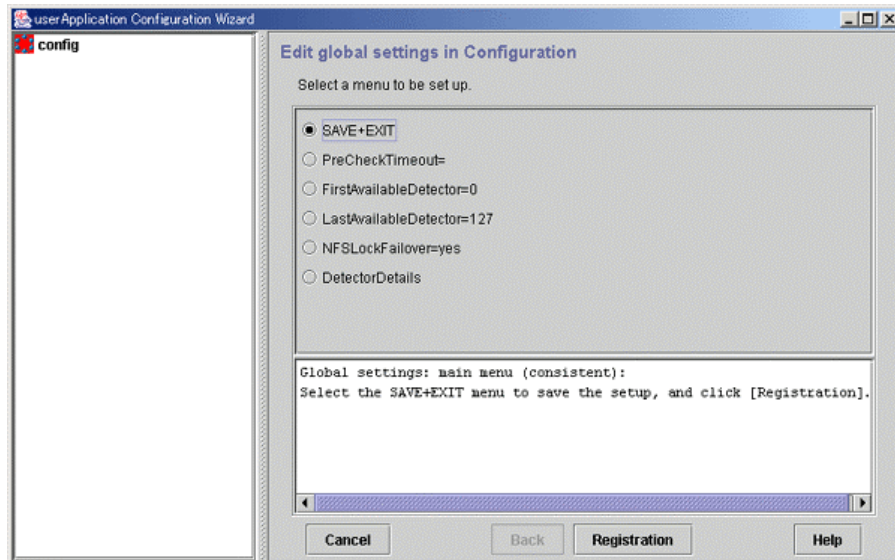 userApplication Configuration Wizard
config
Edit global settings in Configuration
Select a menu to be set up.
SAVE+EXIT
PreCheckTimeout=
FirstAvailableDetector=0
LastAvailableDetector=127
NFSLockFailover=yes
DetectorDetails
Global settings: main menu (consistent):
Select the SAVE+EXIT menu to save the setup, and click [Registration].
Cancel Back Registration Help